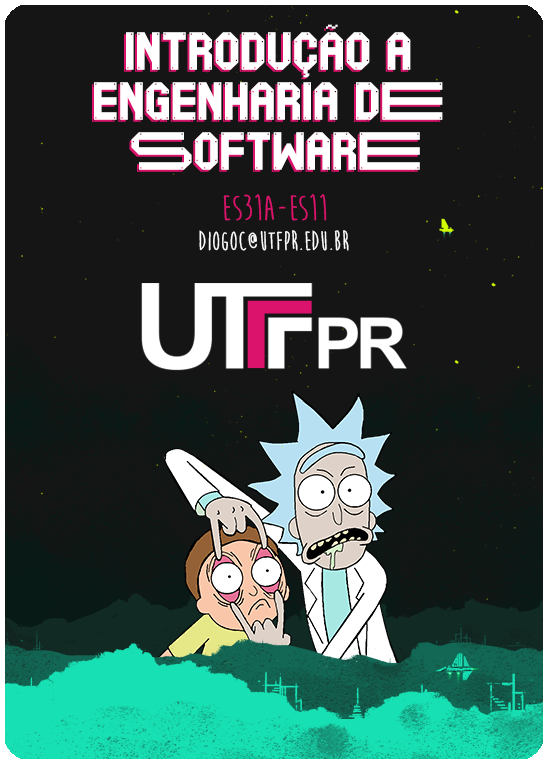 INTRODUÇÃO A
ENGENHARIA DE
SOFTWARE
ES31A-ES11
DIOGOC@UTFPR.EDU.BR
UTFPR